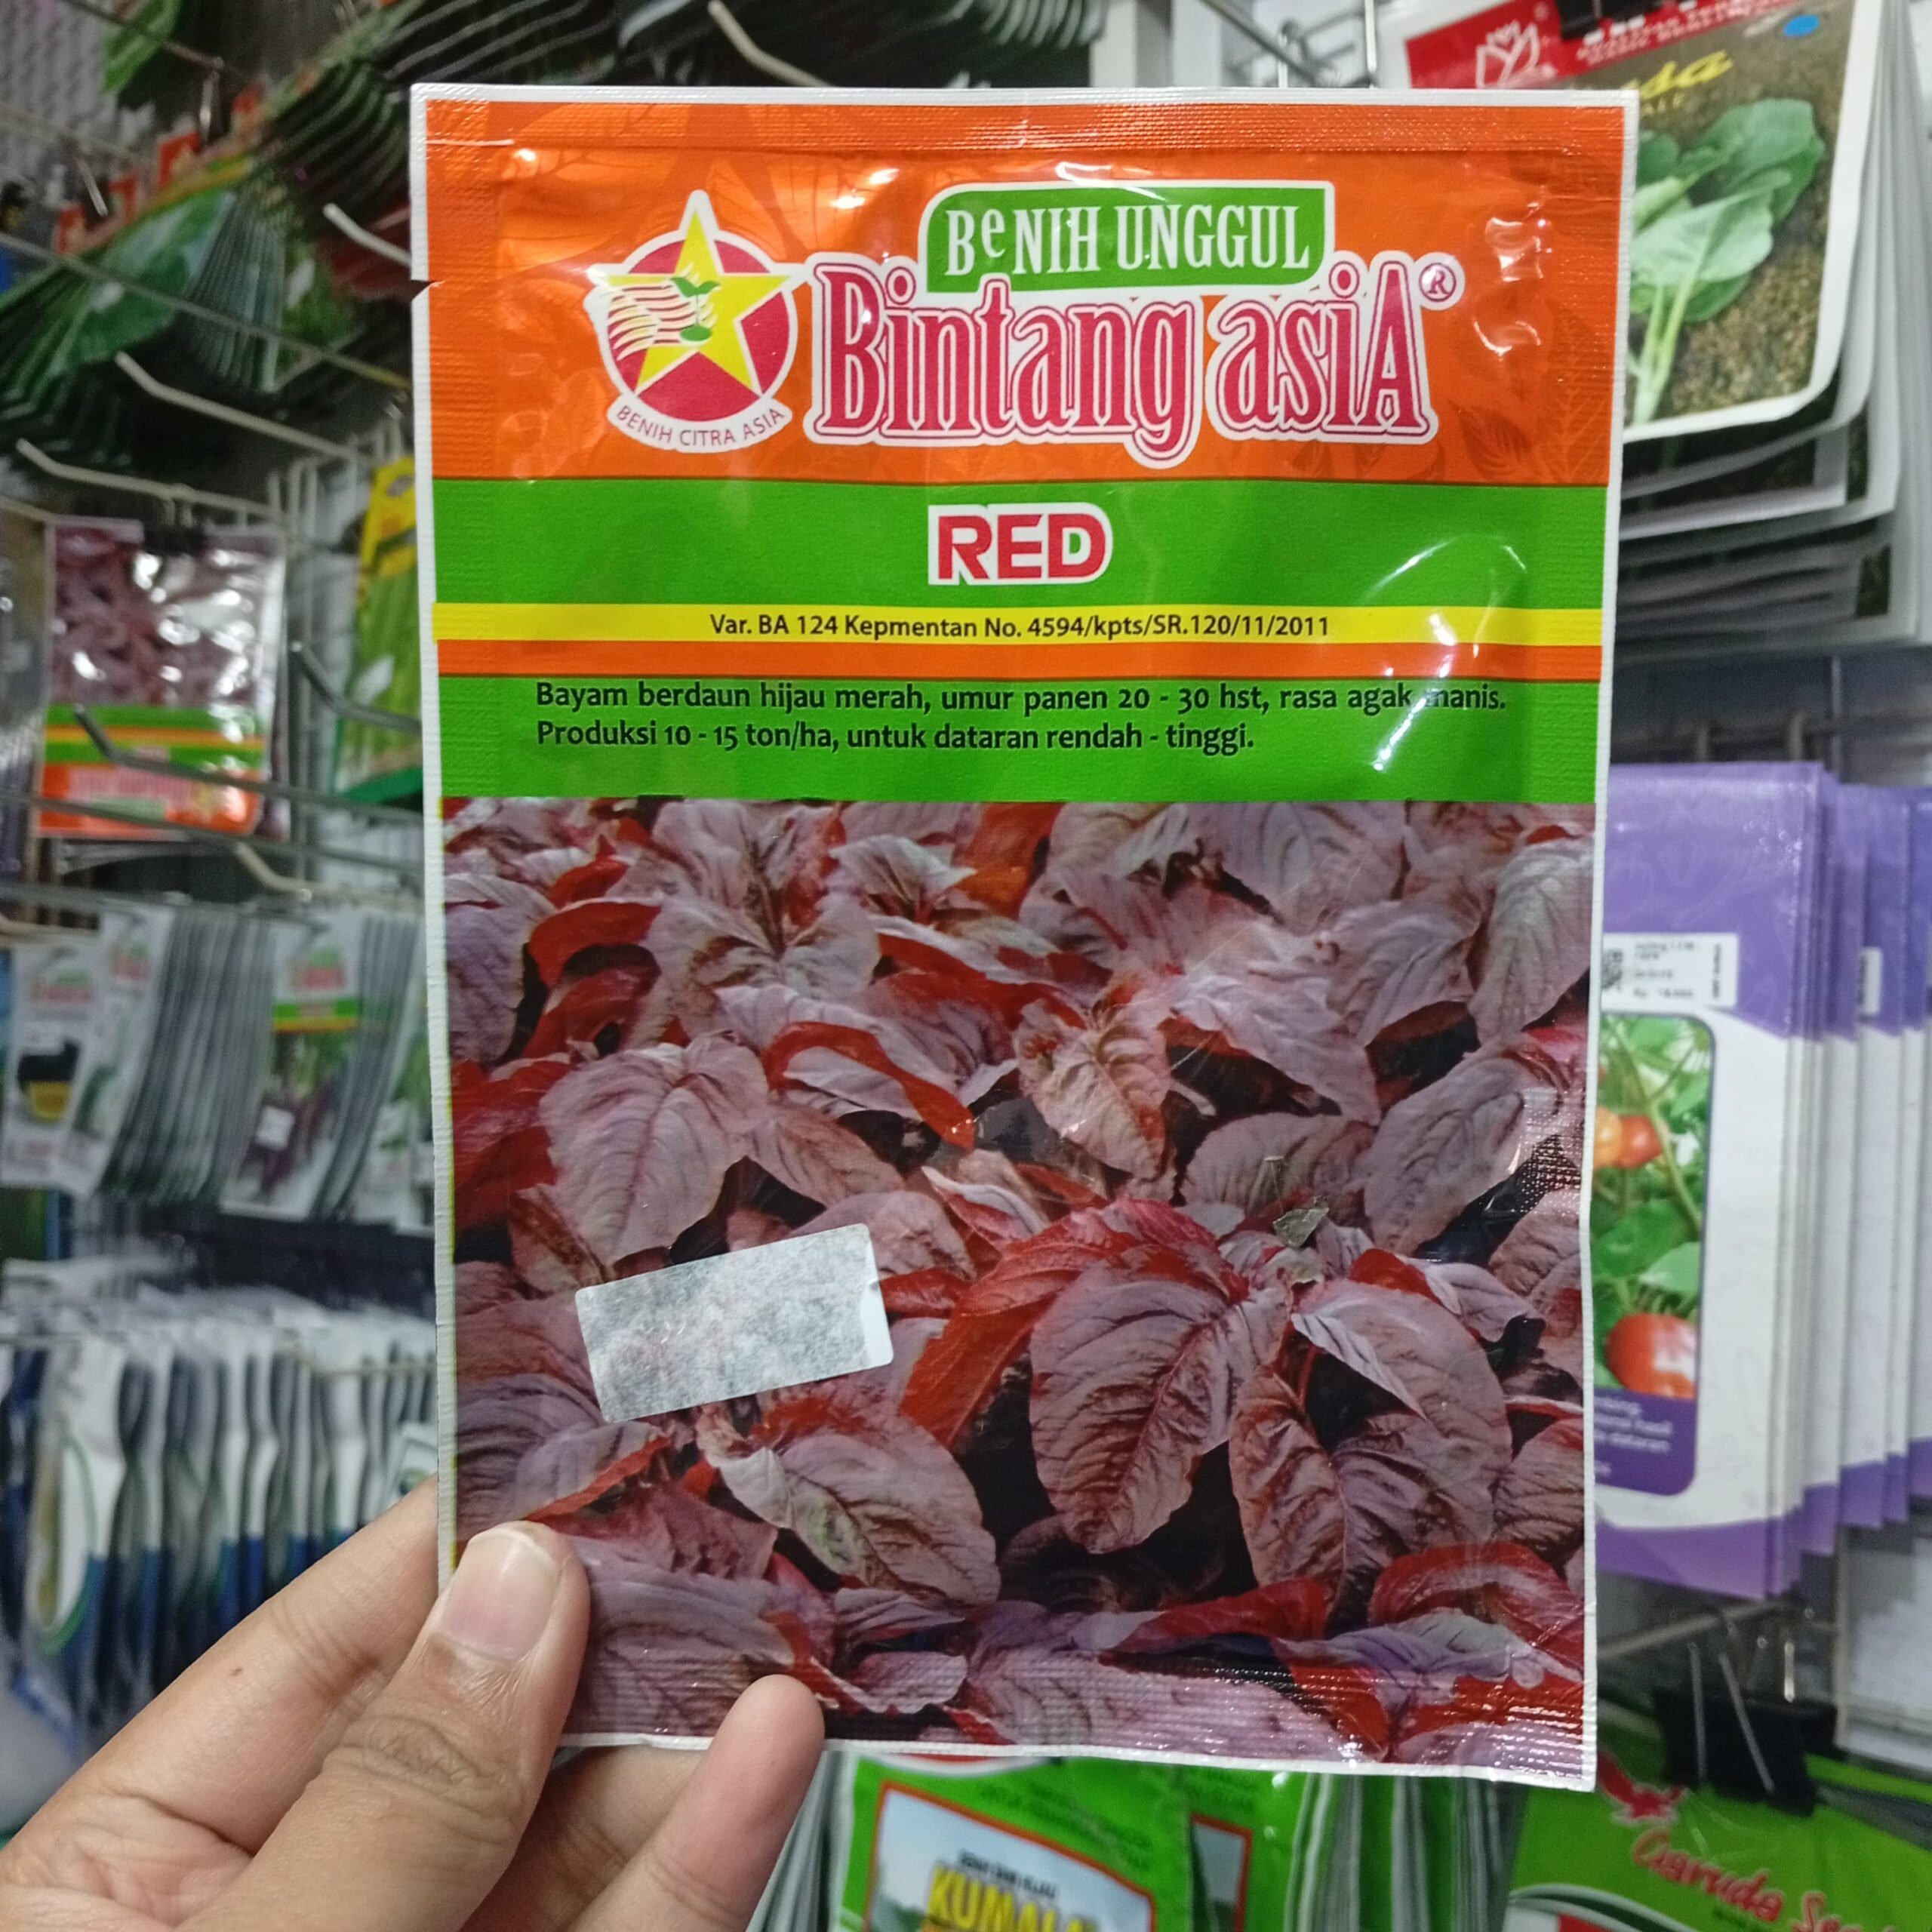 BeNIH UNGGUL
Bintang asiA®
BENIH CITRA ASIA
RED
Var. BA 124 Kepmentan No. 4594/kpts/SR.120/11/2011
Bayam berdaun hijau merah, umur panen 20 - 30 hst, rasa agak manis.
Produksi 10 - 15 ton/ha, untuk dataran rendah - tinggi.